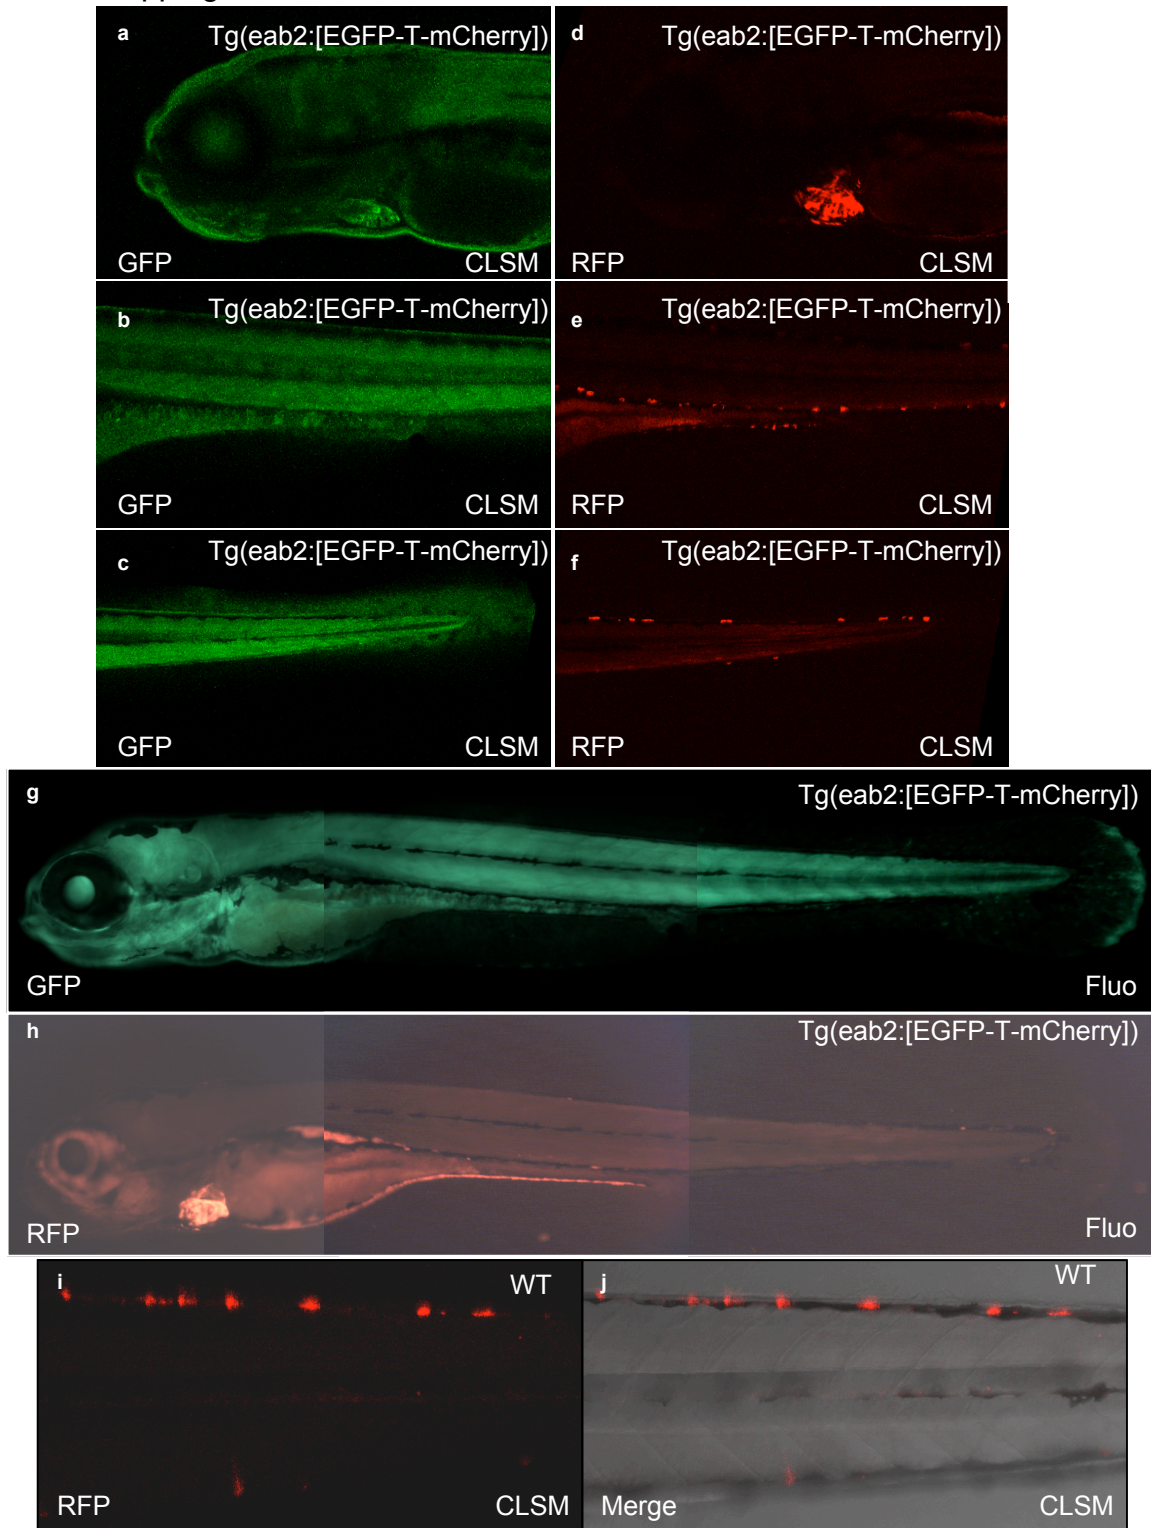 a Tg(eab2:[EGFP-T-mCherry])
GFP CLSM
d Tg(eab2:[EGFP-T-mCherry])
RFP CLSM
b Tg(eab2:[EGFP-T-mCherry])
GFP CLSM
e Tg(eab2:[EGFP-T-mCherry])
RFP CLSM
c Tg(eab2:[EGFP-T-mCherry])
GFP CLSM
f Tg(eab2:[EGFP-T-mCherry])
RFP CLSM
g Tg(eab2:[EGFP-T-mCherry])
GFP Fluo
h Tg(eab2:[EGFP-T-mCherry])
RFP Fluo
i WT
RFP CLSM
j WT
Merge CLSM